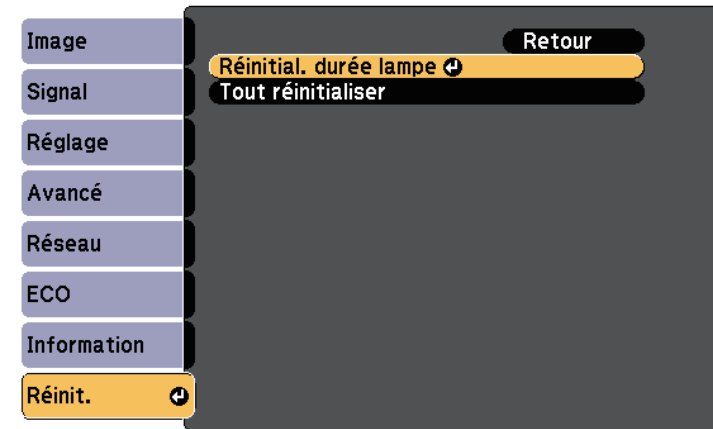 Image
Signal
Réglage
Avancé
Réseau
ECO
Information
Réinit.
Retour
Réinitial. durée lampe
Tout réinitialiser